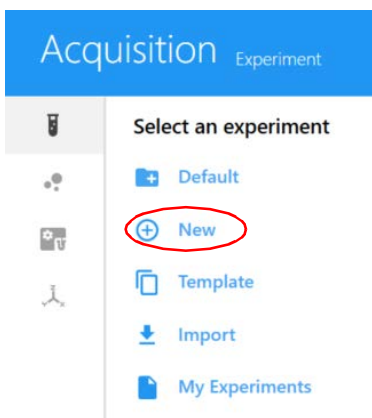 Acquisition Experiment
Select an experiment
Default
New
Template
Import
My Experiments